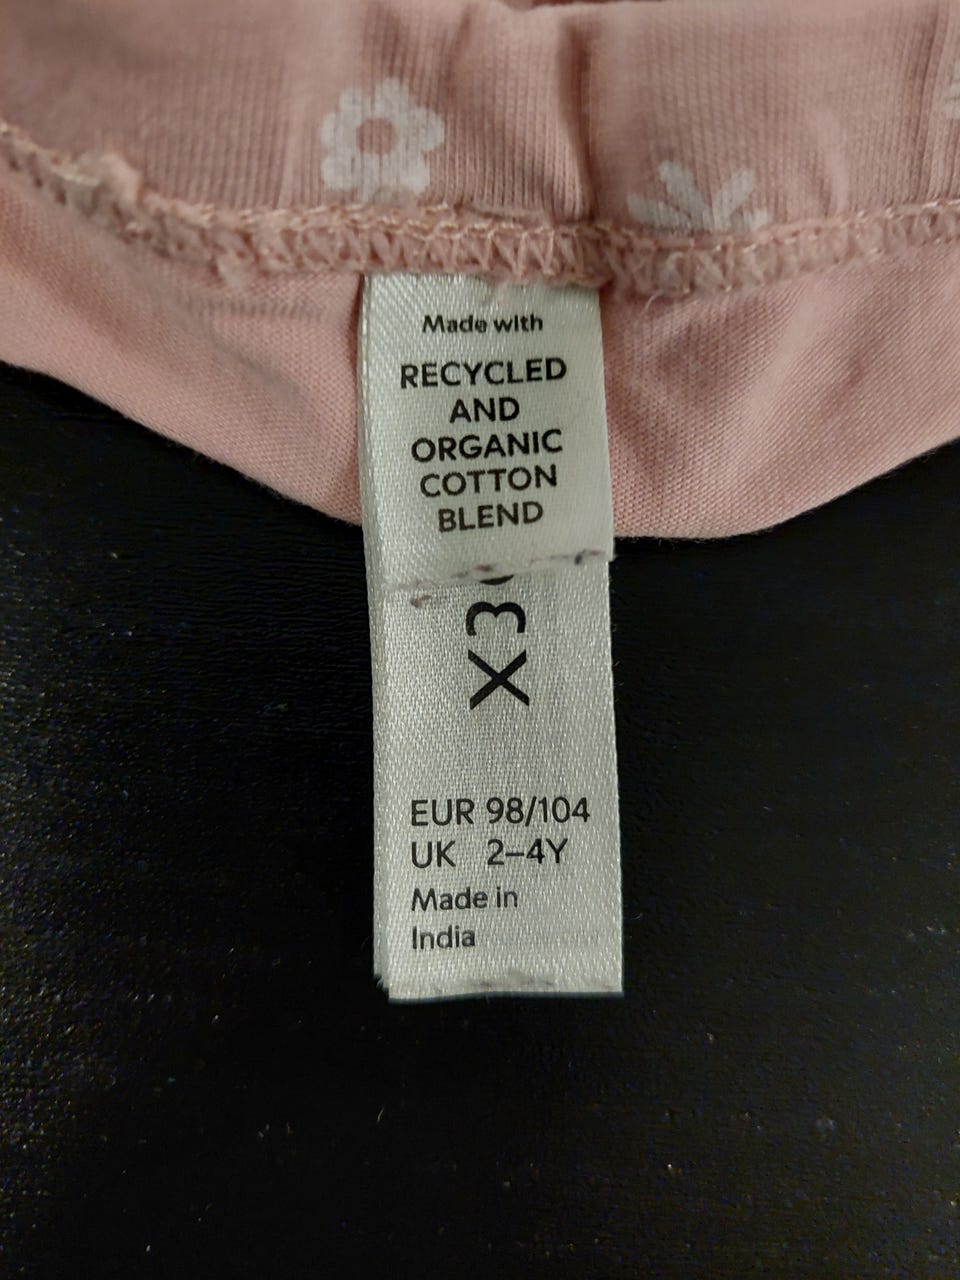 Made with
RECYCLED
AND
ORGANIC
COTTON
BLEND
EUR 98/104
UK 2–4Y
Made in
India